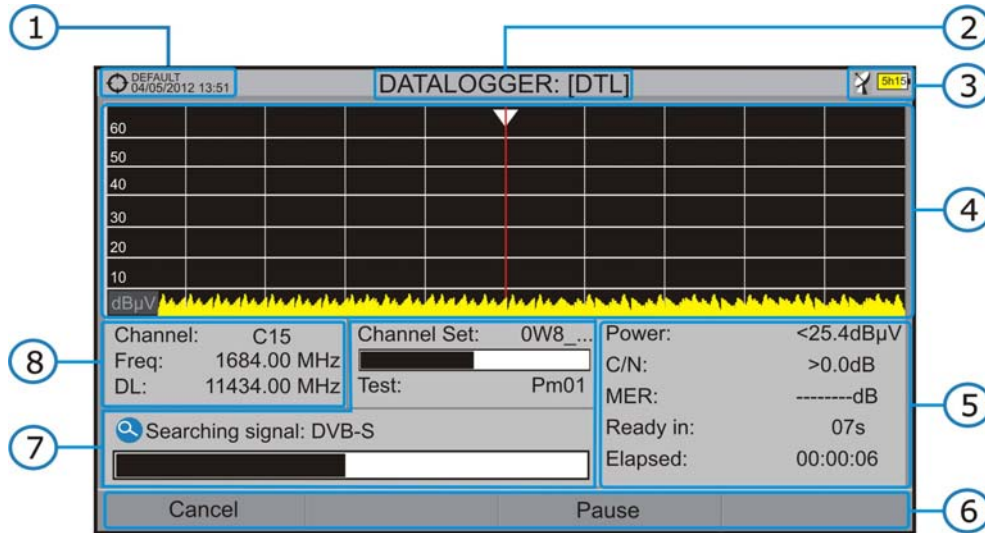 1
2
3
DEFAULT
04/05/2012 13:51
DATALOGGER: [DTL]
5h15
60
50
40
30
20
10
dBµV
4
Channel: C15
Freq: 1684.00 MHz
DL: 11434.00 MHz
8
Channel Set: 0W8_...
Test: Pm01
Power: <25.4dBµV
C/N: >0.0dB
MER: --------dB
Ready in: 07s
Elapsed: 00:00:06
5
7
Searching signal: DVB-S
Cancel
Pause
6